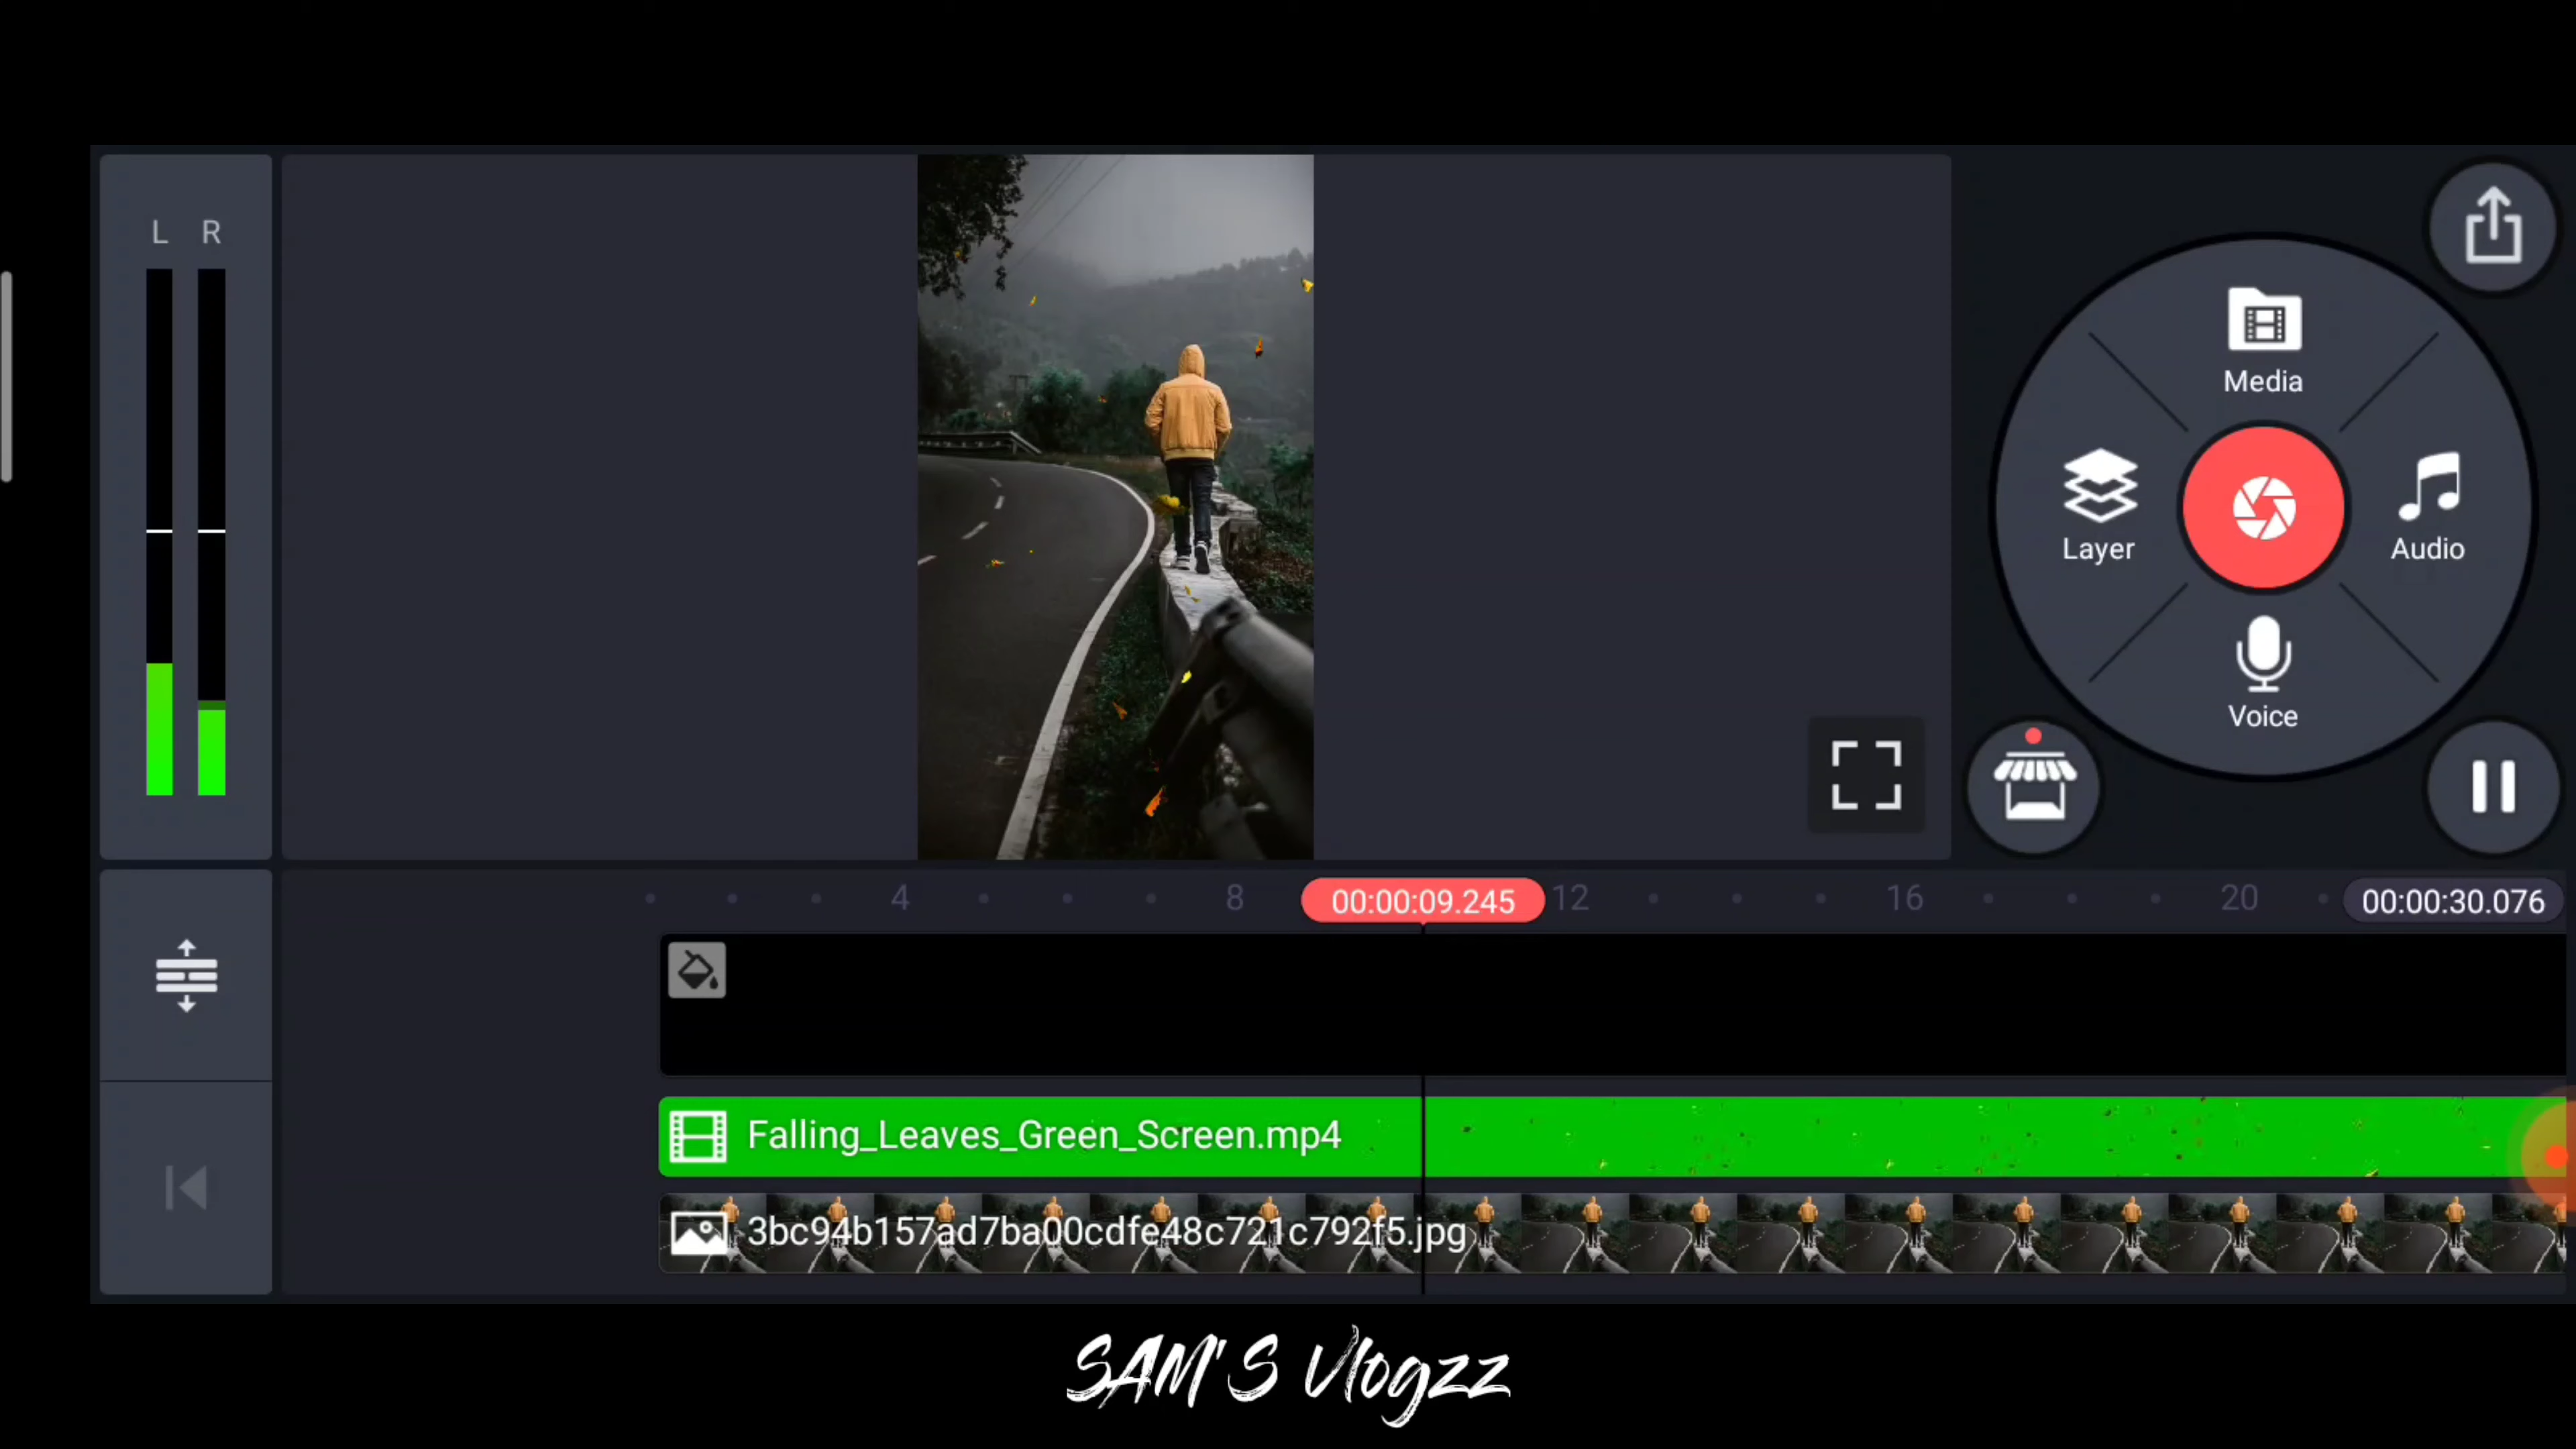 L R
Media
Layer
Audio
Voice
4 8 00:00:09.245 12 16 20 00:00:30.076
Falling_Leaves_Green_Screen.mp4
3bc94b157ad7ba00cdfe48c721c792f5.jpg
SAM'S Vlogzz